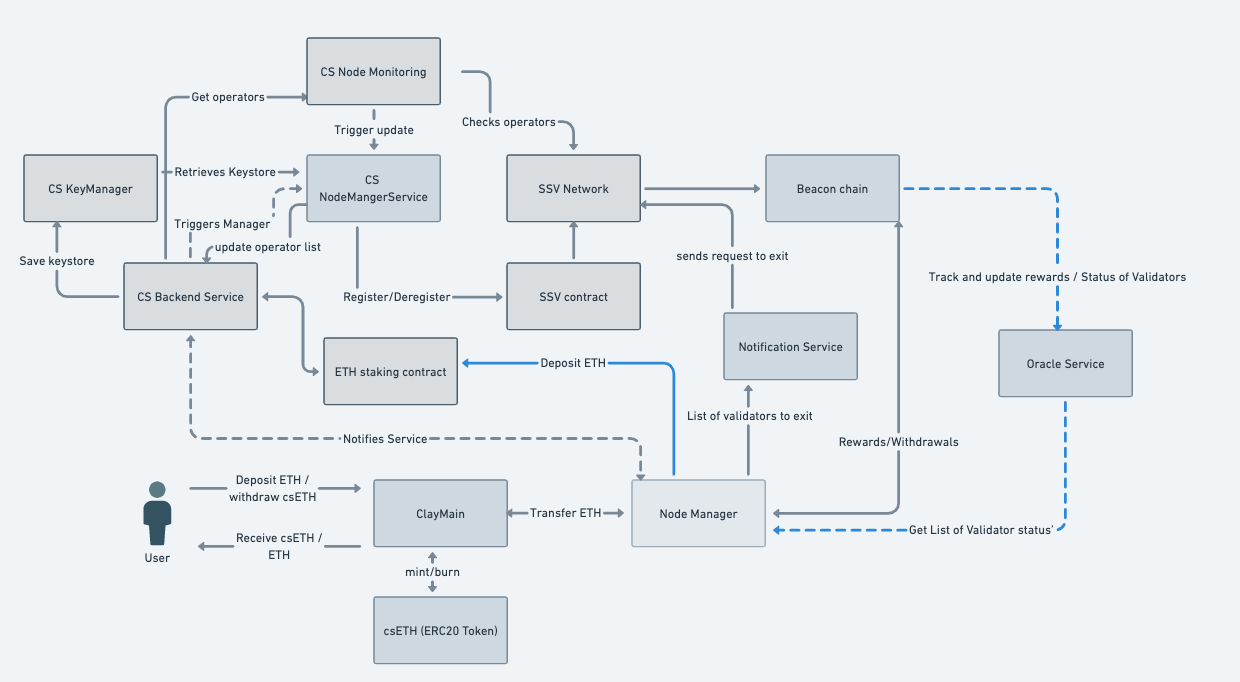 CS Node Monitoring
Get operators
Checks operators
Trigger update
CS KeyManager
Retrieves Keystore
CS
NodeMangerService
SSV Network
Beacon chain
Triggers Manager
update operator list
Save keystore
sends request to exit
Track and update rewards / Status of Validators
CS Backend Service
Register/Deregister
SSV contract
Notification Service
Oracle Service
ETH staking contract
Deposit ETH
List of validators to exit
Notifies Service
Rewards/Withdrawals
Deposit ETH /
withdraw csETH
ClayMain
Transfer ETH
Node Manager
Get List of Validator status'
Receive csETH /
ETH
User
mint/burn
csETH (ERC20 Token)